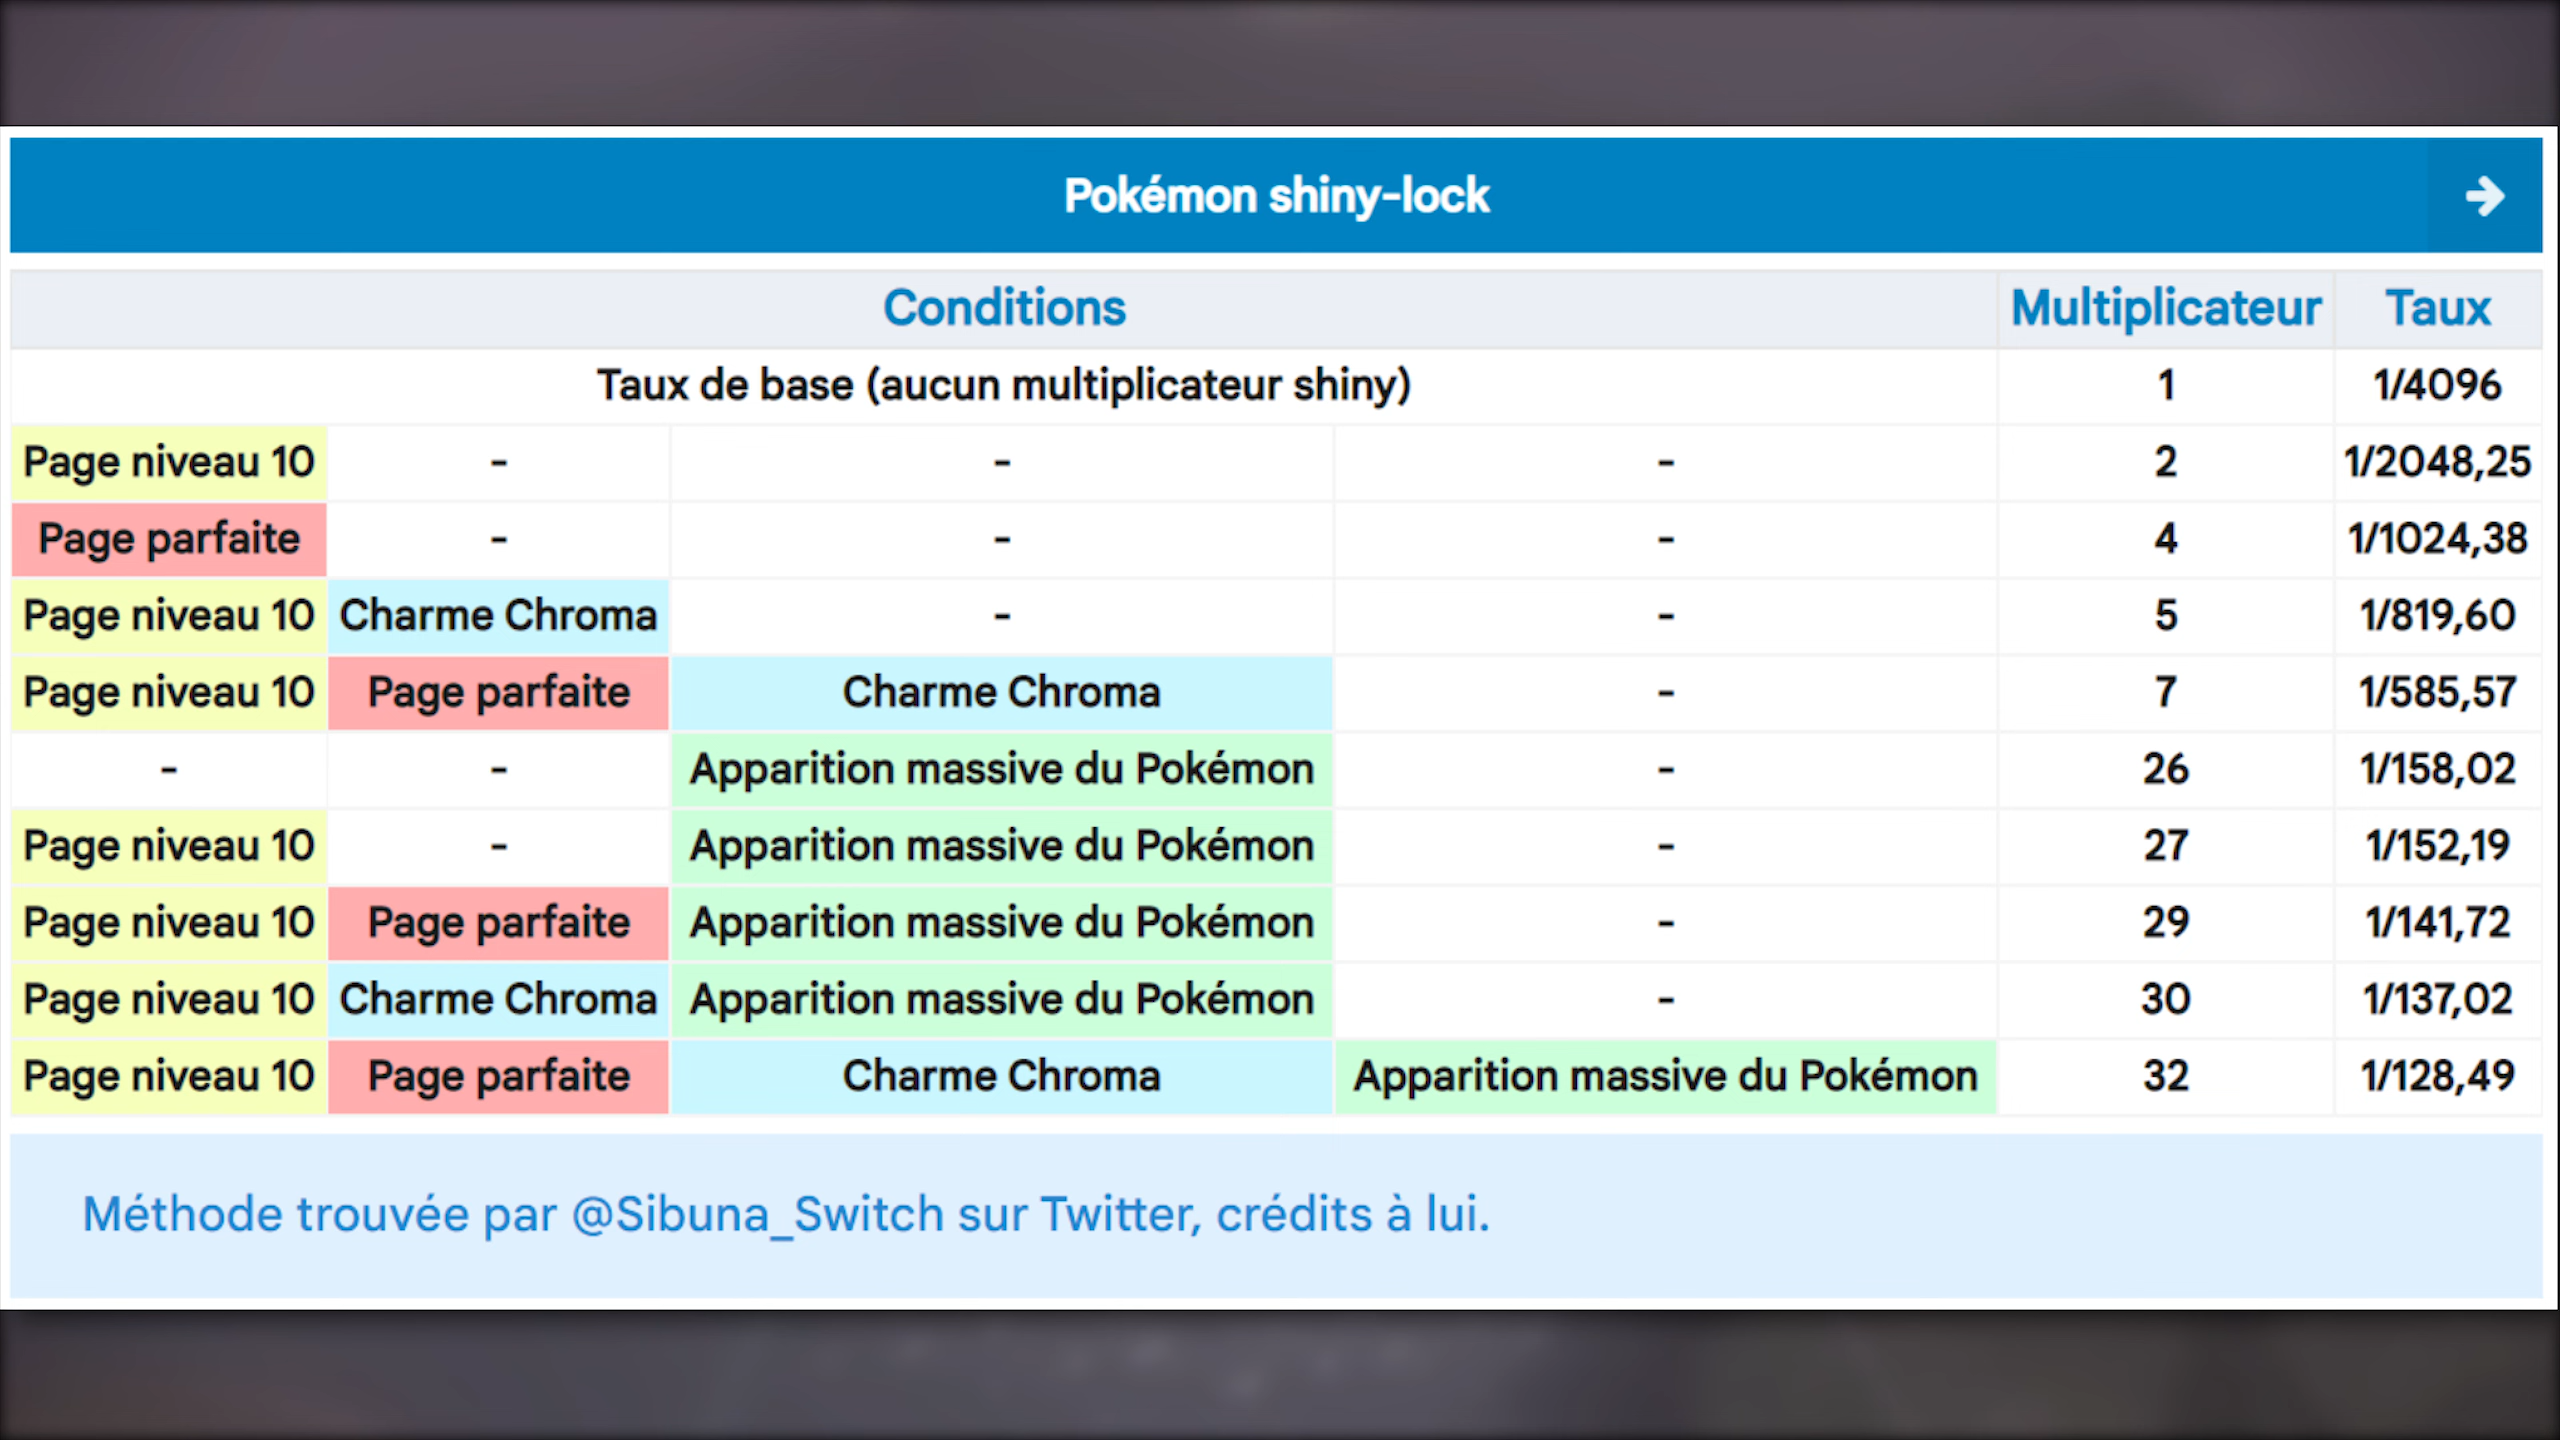 Pokémon shiny-lock
Conditions Multiplicateur Taux
Taux de base (aucun multiplicateur shiny) 1 1/4096
Page niveau 10 - - - 2 1/2048,25
Page parfaite - - - 4 1/1024,38
Page niveau 10 Charme Chroma - - 5 1/819,60
Page niveau 10 Page parfaite Charme Chroma - 7 1/585,57
- - Apparition massive du Pokémon - 26 1/158,02
Page niveau 10 - Apparition massive du Pokémon - 27 1/152,19
Page niveau 10 Page parfaite Apparition massive du Pokémon - 29 1/141,72
Page niveau 10 Charme Chroma Apparition massive du Pokémon - 30 1/137,02
Page niveau 10 Page parfaite Charme Chroma Apparition massive du Pokémon 32 1/128,49
Méthode trouvée par @Sibuna_Switch sur Twitter, crédits à lui.